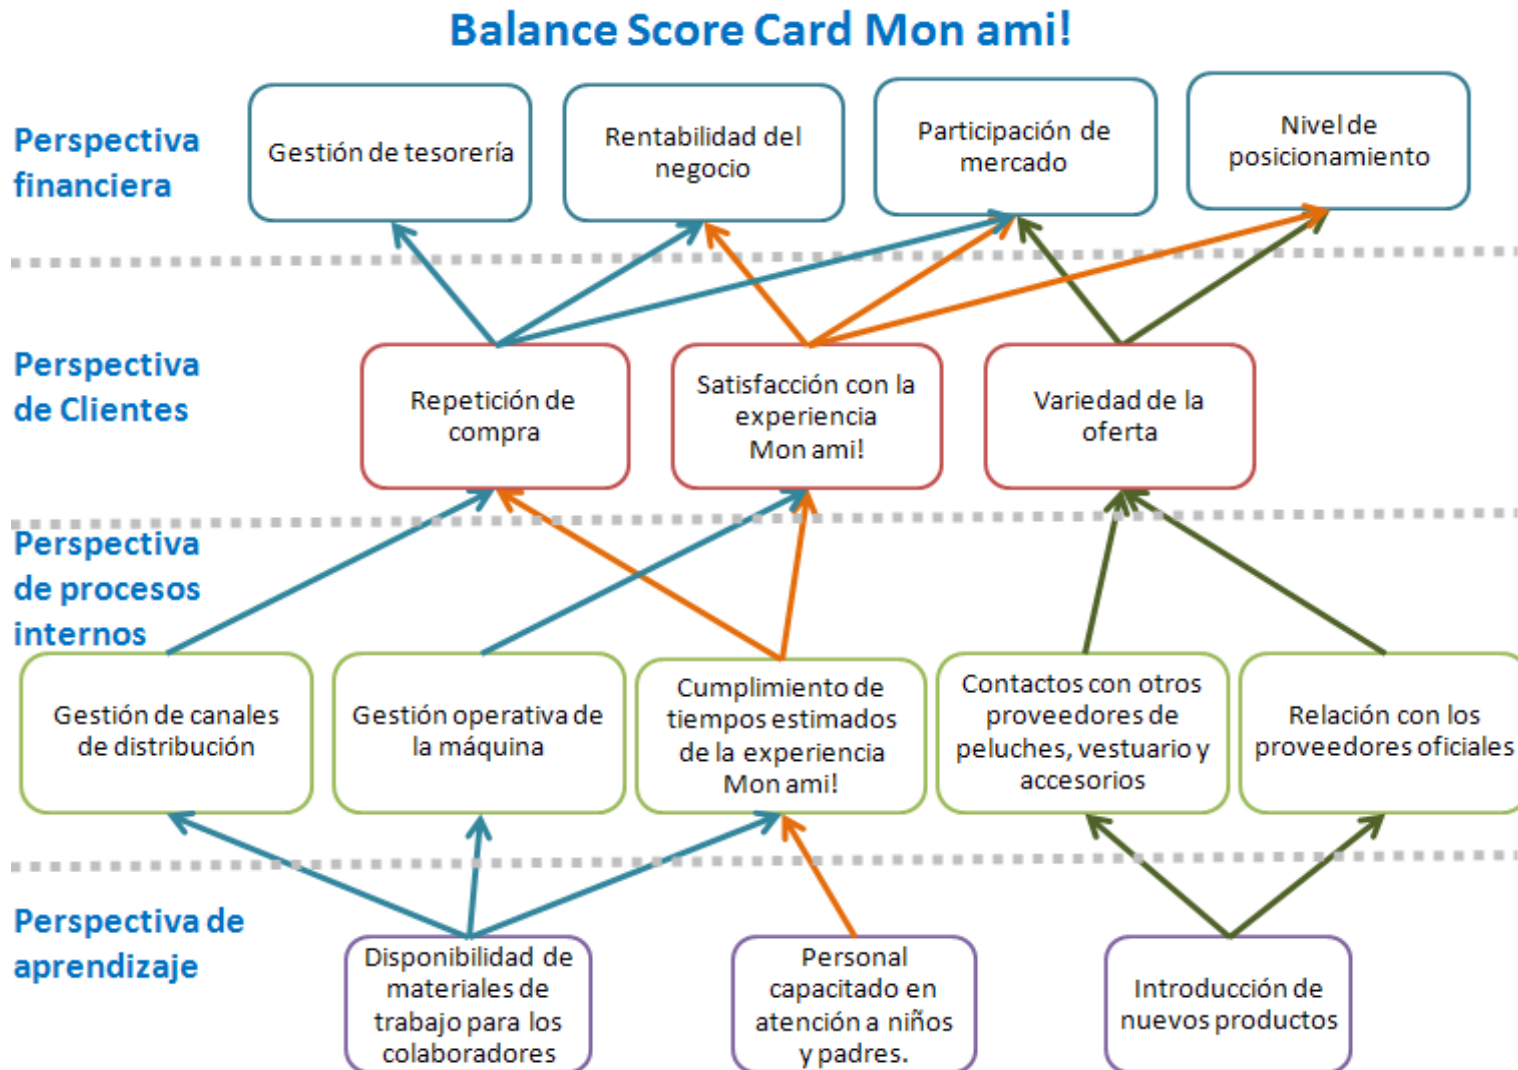 Balance Score Card Mon ami!
Perspectiva
financiera
Gestión de tesorería
Rentabilidad del
negocio
Participación de
mercado
Nivel de
posicionamiento
Perspectiva
de Clientes
Repetición de
compra
Satisfacción con la
experiencia
Mon ami!
Variedad de la
oferta
Perspectiva
de procesos
internos
Gestión de canales
de distribución
Gestión operativa de
la máquina
Cumplimiento de
tiempos estimados
de la experiencia
Mon ami!
Contactos con otros
proveedores de
peluches, vestuario y
accesorios
Relación con los
proveedores oficiales
Perspectiva de
aprendizaje
Disponibilidad de
materiales de
trabajo para los
colaboradores
Personal
capacitado en
atención a niños
y padres.
Introducción de
nuevos productos